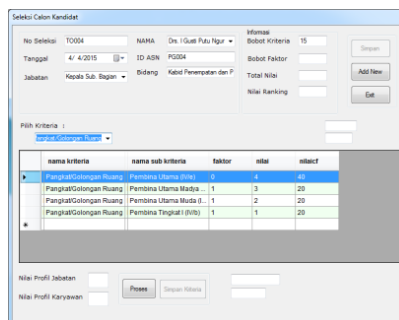 Seleksi Calon Kandidat
No Seleksi TO004 NAMA Drs. I Gusti Putu Ngur
Informasi
Bobot Kriteria 15
Simpan
Tanggal 4/ 4/2015 ID ASN PG004 Bobot Faktor
Jabatan Kepala Sub. Bagian Bidang Kabid Penempatan dan P Total Nilai
Add New
Nilai Ranking
Exit
Pilih Kriteria :
Pangkat/Golongan Ruang
nama kriteria nama sub kriteria faktor nilai nilaicf
Pangkat/Golongan Ruang Pembina Utama (IV/e) 0 4 40
Pangkat/Golongan Ruang Pembina Utama Madya ... 1 3 20
Pangkat/Golongan Ruang Pembina Utama Muda (I... 1 2 20
Pangkat/Golongan Ruang Pembina Tingkat I (IV/b) 1 1 20
Nilai Profil Jabatan
Proses Simpan Kriteria
Nilai Profil Karyawan